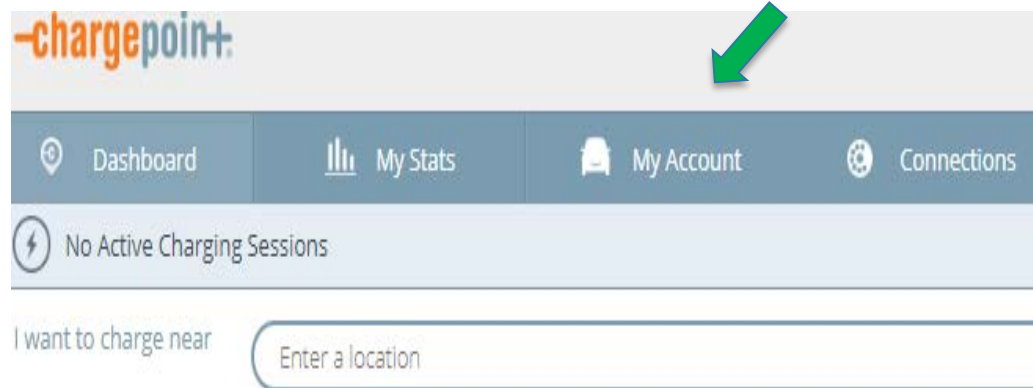 -chargepoin+
Dashboard My Stats My Account Connections
No Active Charging Sessions
I want to charge near Enter a location